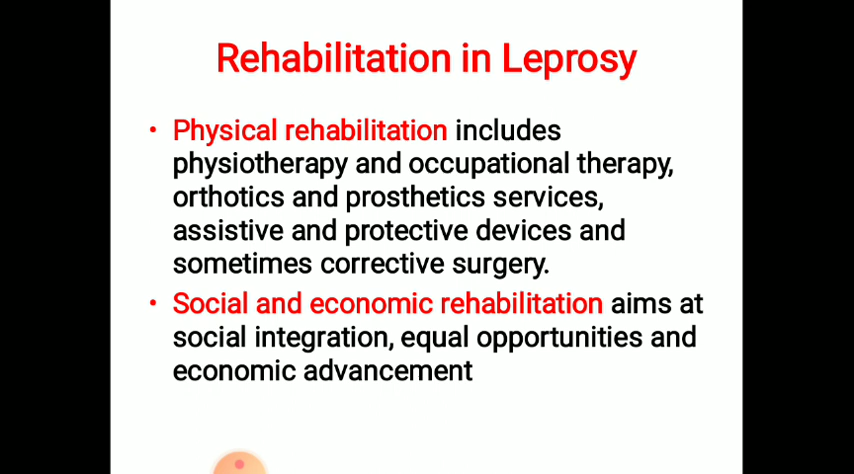 Rehabilitation in Leprosy
• Physical rehabilitation includes
physiotherapy and occupational therapy,
orthotics and prosthetics services,
assistive and protective devices and
sometimes corrective surgery.
• Social and economic rehabilitation aims at
social integration, equal opportunities and
economic advancement